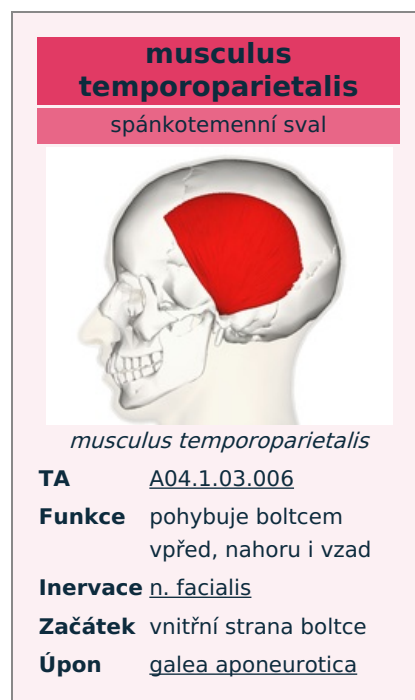 musculus
temporoparietalis
spánkotemenní sval
musculus temporoparietalis
TA A04.1.03.006
Funkce pohybuje boltcem
vpřed, nahoru i vzad
Inervace n. facialis
Začátek vnitřní strana boltce
Úpon galea aponeurotica